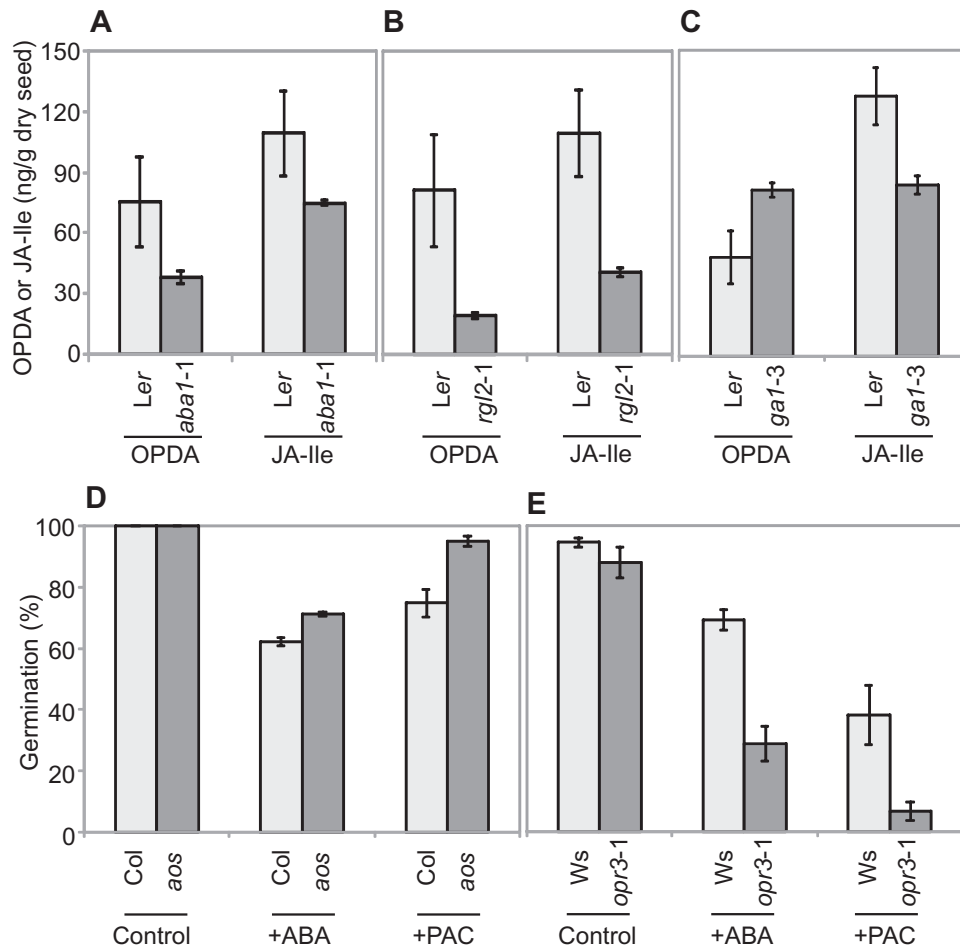 A
B
C
OPDA or JA-Ile (ng/g dry seed)
150
120
90
60
30
0
Ler
aba1-1
Ler
aba1-1
OPDA
JA-Ile
Ler
rgl2-1
Ler
rgl2-1
OPDA
JA-Ile
Ler
ga1-3
Ler
ga1-3
OPDA
JA-Ile
D
E
Germination (%)
100
80
60
40
20
0
Col
aos
Col
aos
Col
aos
Control
+ABA
+PAC
Ws
opr3-1
Ws
opr3-1
Ws
opr3-1
Control
+ABA
+PAC